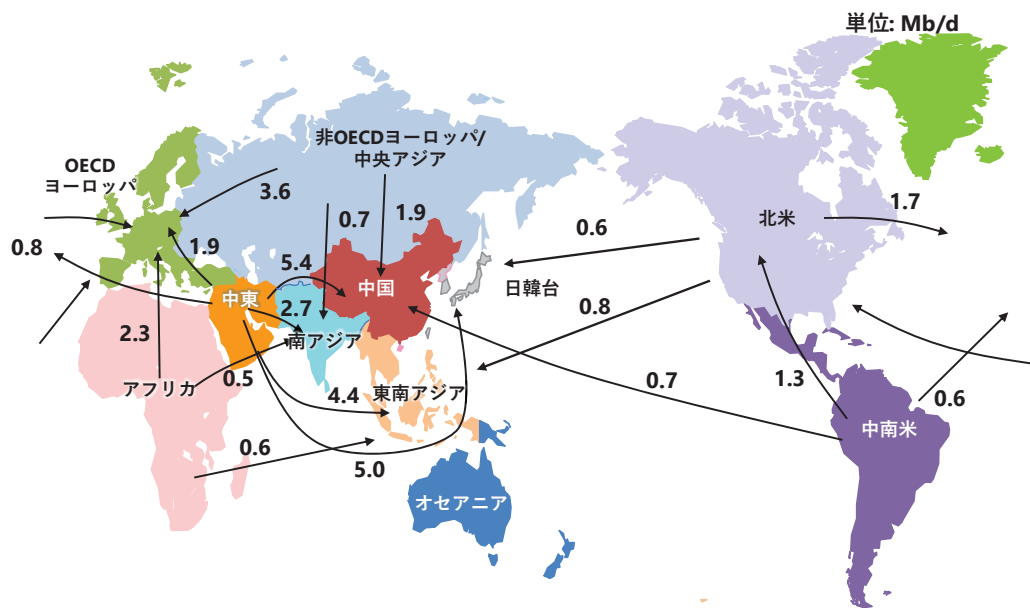 単位: Mb/d
非OECDヨーロッパ/
中央アジア
OECD
ヨーロッパ
3.6
0.7
1.9
北米
1.7
0.6
0.8
1.9
5.4
中国
日韓台
中東
2.7
南アジア
0.8
2.3
アフリカ
0.5
4.4
東南アジア
0.7
1.3
0.6
中南米
0.6
5.0
オセアニア